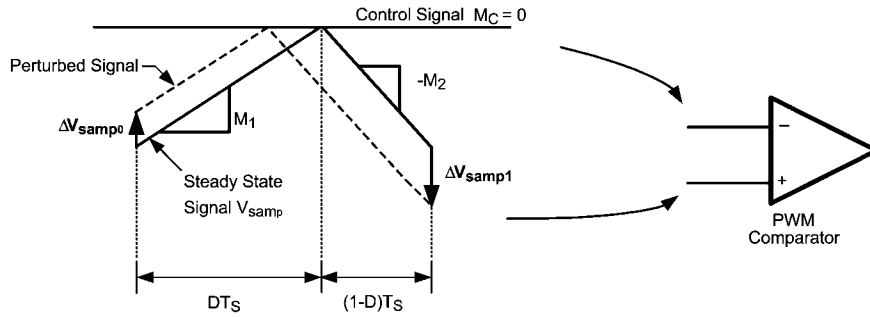 Control Signal M_C = 0
Perturbed Signal
-M_2
M_1
ΔV_samp0
−
ΔV_samp1
Steady State
Signal V_samp
+
PWM
Comparator
DT_S
(1-D)T_S